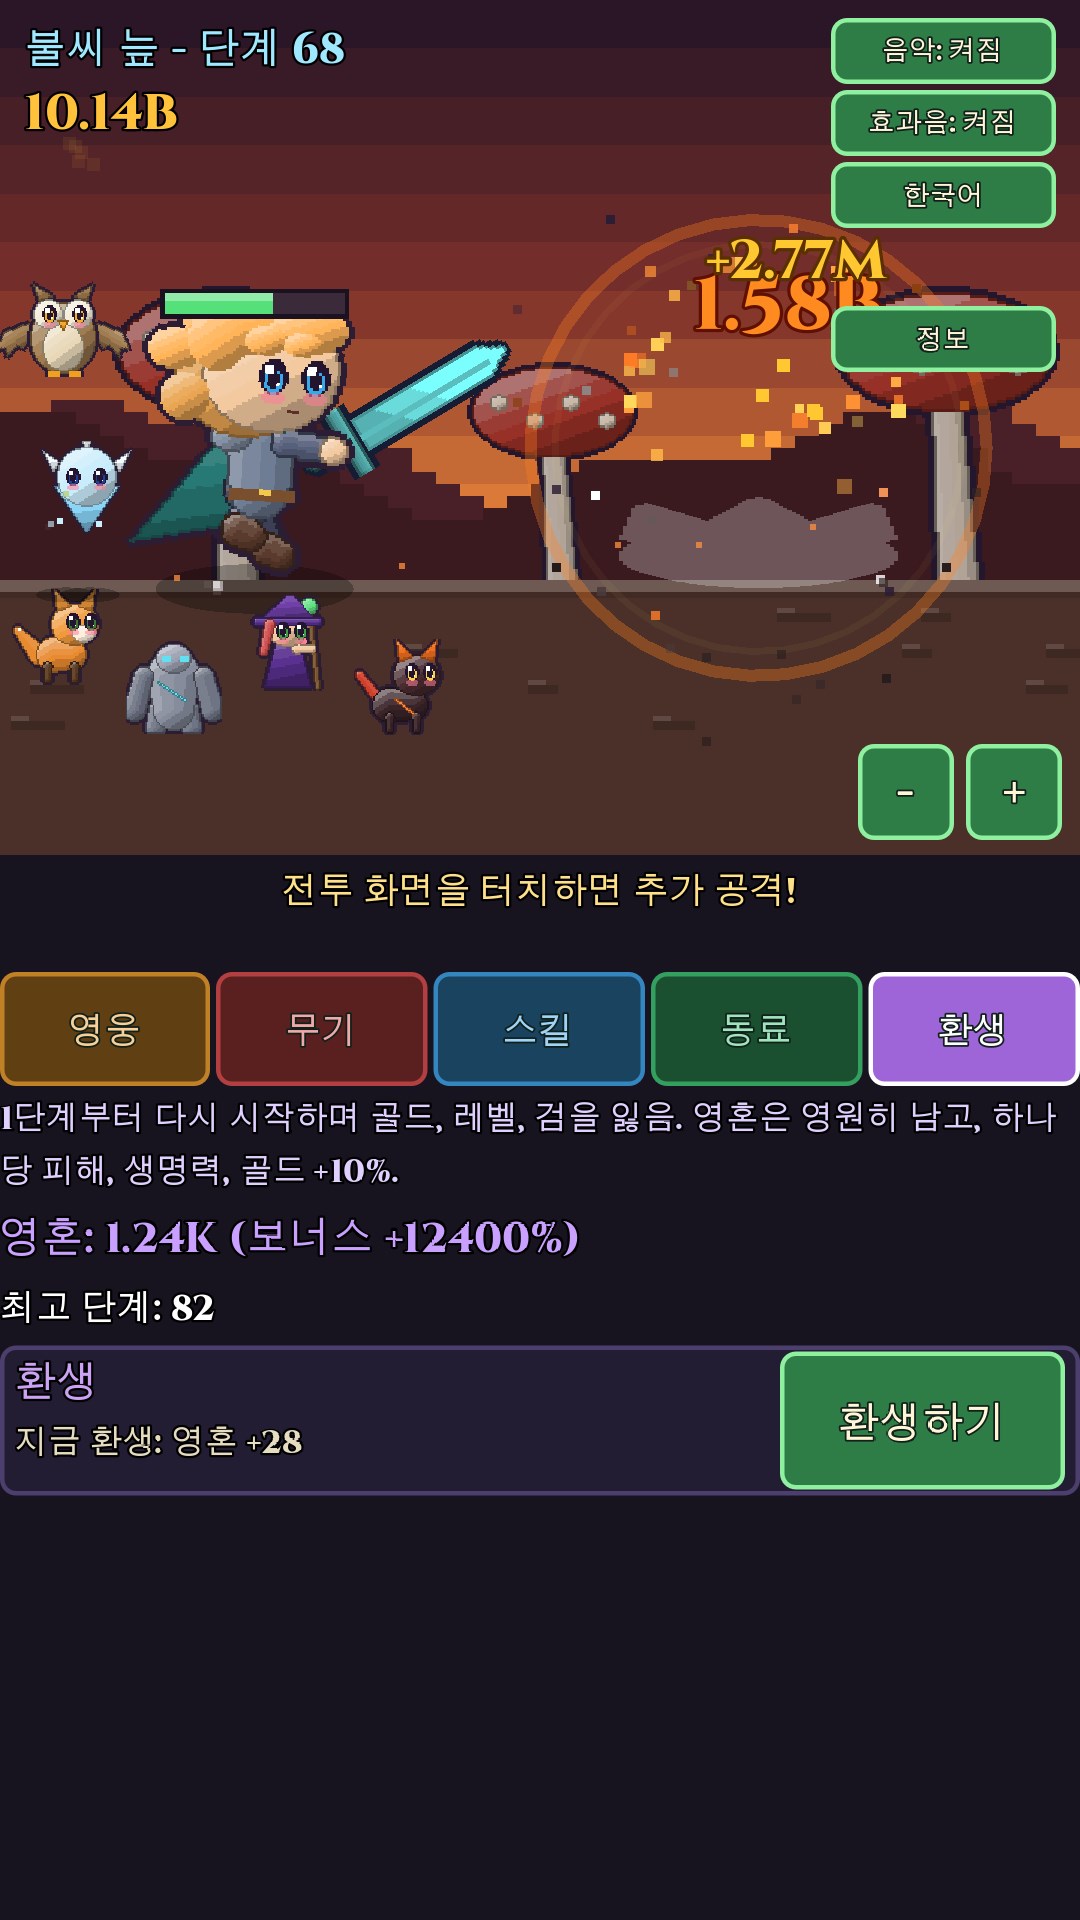 불씨 늪 - 단계 68
10.14B
음악: 켜짐
효과음: 켜짐
한국어
+2.77M
1.58B
정보
-
+
전투 화면을 터치하면 추가 공격!
영웅
무기
스킬
동료
환생
1단계부터 다시 시작하며 골드, 레벨, 검을 잃음. 영혼은 영원히 남고, 하나
당 피해, 생명력, 골드 +10%.
영혼: 1.24K (보너스 +12400%)
최고 단계: 82
환생
지금 환생: 영혼 +28
환생하기